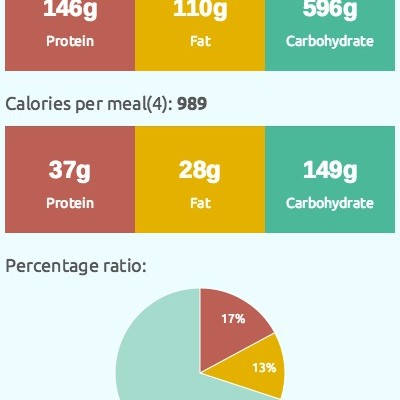 146g 110g 596g
Protein Fat Carbohydrate
Calories per meal(4): 989
37g 28g 149g
Protein Fat Carbohydrate
Percentage ratio:
17%
13%